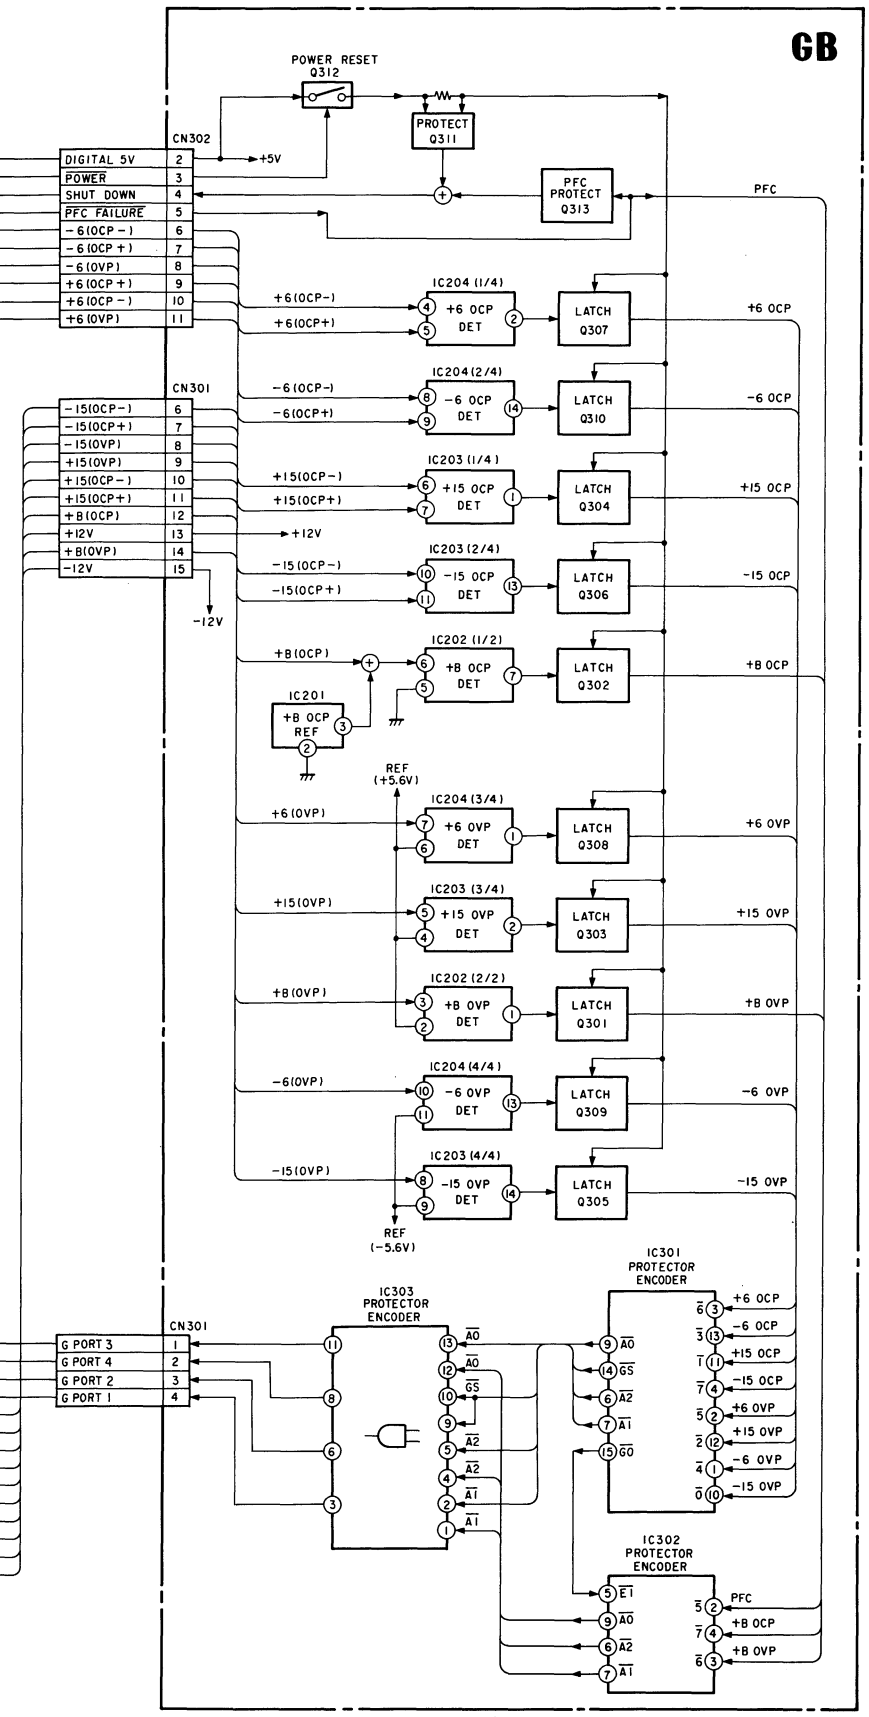 GB
POWER RESET
Q312
CN302
PROTECT
Q311
DIGITAL 5V 2
+5V
POWER 3
SHUT DOWN 4
PFC FAILURE 5
-6(OCP-) 6
-6(OCP+) 7
-6(OVP) 8
+6(OCP+) 9
+6(OCP-) 10
+6(OVP) 11
+
PFC
PROTECT
Q313
PFC
IC204 (1/4)
+6(OCP-) 4
+6(OCP+) 5
+6 OCP
DET
2
LATCH
Q307
+6 OCP
CN301
-15(OCP-) 6
-15(OCP+) 7
-15(OVP) 8
+15(OVP) 9
+15(OCP-) 10
+15(OCP+) 11
+B(OCP) 12
+12V 13
+B(OVP) 14
-12V 15
+12V
-12V
IC204(2/4)
-6(OCP-) 8
-6(OCP+) 9
-6 OCP
DET
14
LATCH
Q310
-6 OCP
IC203 (1/4)
+15(OCP-) 6
+15(OCP+) 7
+15 OCP
DET
1
LATCH
Q304
+15 OCP
IC203(2/4)
-15(OCP-) 10
-15(OCP+) 11
-15 OCP
DET
13
LATCH
Q306
-15 OCP
IC202 (1/2)
+B(OCP)
+
6
5
+B OCP
DET
7
LATCH
Q302
+B OCP
IC201
+B OCP
REF
3
2
REF
(+5.6V)
IC204 (3/4)
+6(OVP) 7
6
+6 OVP
DET
1
LATCH
Q308
+6 OVP
IC203 (3/4)
+15(OVP) 5
4
+15 OVP
DET
2
LATCH
Q303
+15 OVP
IC202 (2/2)
+B(OVP) 3
2
+B OVP
DET
1
LATCH
Q301
+B OVP
IC204(4/4)
-6(OVP) 10
11
-6 OVP
DET
13
LATCH
Q309
-6 OVP
IC203(4/4)
-15(OVP) 8
9
-15 OVP
DET
14
LATCH
Q305
-15 OVP
REF
(-5.6V)
IC301
PROTECTOR
ENCODER
6 3 +6 OCP
3 13 -6 OCP
1 11 +15 OCP
7 4 -15 OCP
5 2 +6 OVP
2 12 +15 OVP
4 1 -6 OVP
0 10 -15 OVP
9 A0
14 GS
6 A2
7 A1
15 GO
IC303
PROTECTOR
ENCODER
11
8
6
3
13 A0
12 A0
10 GS
9
5 A2
4 A2
2 A1
1 A1
CN301
G PORT 3 1
G PORT 4 2
G PORT 2 3
G PORT 1 4
IC302
PROTECTOR
ENCODER
5 EI
9 A0
6 A2
7 A1
5 2 PFC
7 4 +B OCP
6 3 +B OVP